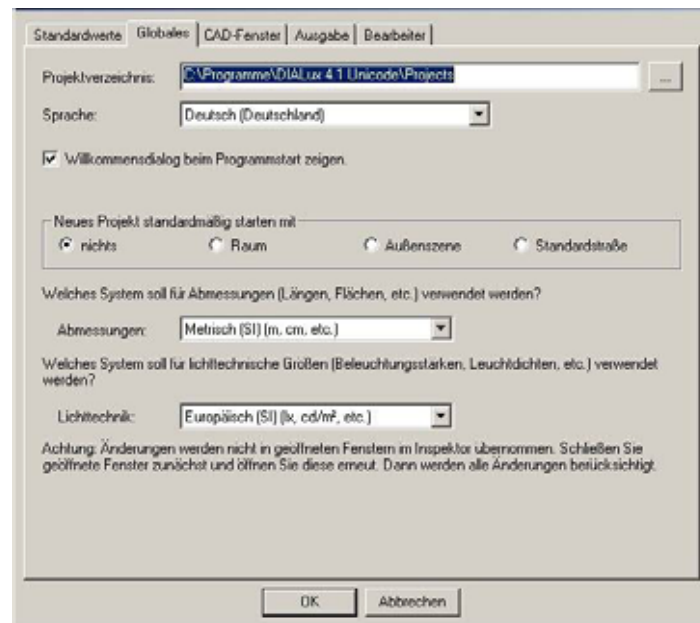 Standardwerte Globales CAD-Fenster Ausgabe Bearbeiter
Projektverzeichnis: C:\Programme\DIALux 4.1 Unicode\Projects ...
Sprache: Deutsch (Deutschland)
Willkommensdialog beim Programmstart zeigen.
Neues Projekt standardmäßig starten mit
nichts Raum Außenszene Standardstraße
Welches System soll für Abmessungen (Längen, Flächen, etc.) verwendet werden?
Abmessungen: Metrisch (SI) (m, cm, etc.)
Welches System soll für lichttechnische Größen (Beleuchtungsstärken, Leuchtdichten, etc.) verwendet
werden?
Lichttechnik: Europäisch (SI) (lx, cd/m², etc.)
Achtung: Änderungen werden nicht in geöffneten Fenstern im Inspektor übernommen. Schließen Sie
geöffnete Fenster zunächst und öffnen Sie diese erneut. Dann werden alle Änderungen berücksichtigt.
OK Abbrechen